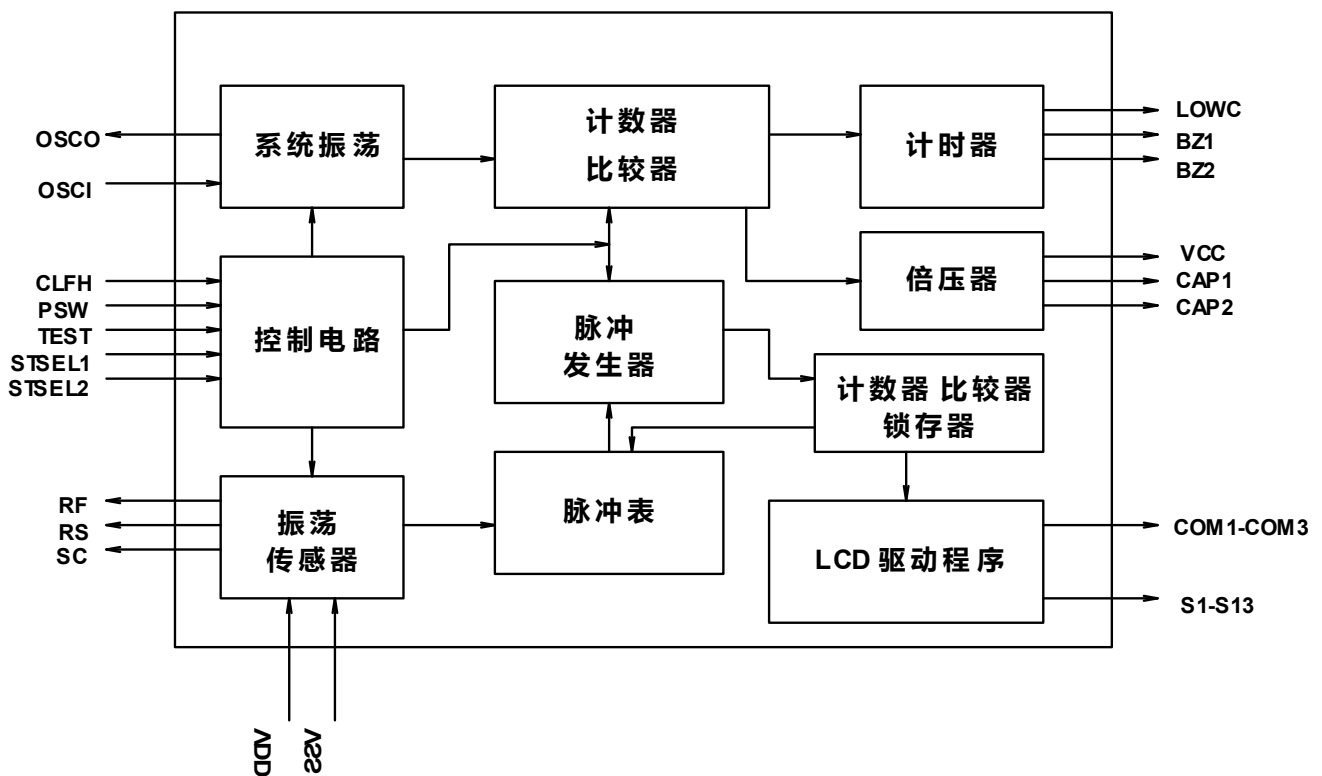 OSCO
OSCI
CLFH
PSW
TEST
STSEL1
STSEL2
RF
RS
SC
系统振荡
控制电路
振荡
传感器
计数器
比较器
脉冲
发生器
脉冲表
计时器
倍压器
计数器 比较器
锁存器
LCD 驱动程序
LOWC
BZ1
BZ2
VCC
CAP1
CAP2
COM1-COM3
S1-S13
VDD
VSS